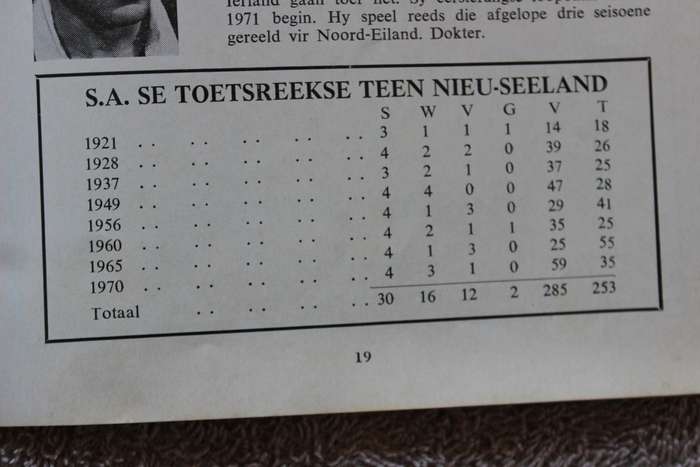 1971 begin. Hy speel reeds die afgelope drie seisoene
gereeld vir Noord-Eiland. Dokter.
S.A. SE TOETSREEKSE TEEN NIEU-SEELAND
S W V G V T
1921 . . . . . . . . . . 3 1 1 1 14 18
1928 . . . . . . . . . . 4 2 2 0 39 26
1937 . . . . . . . . . . 3 2 1 0 37 25
1949 . . . . . . . . . . 4 4 0 0 47 28
1956 . . . . . . . . . . 4 1 3 0 29 41
1960 . . . . . . . . . . 4 2 1 1 35 25
1965 . . . . . . . . . . 4 1 3 0 25 55
1970 . . . . . . . . . . 4 3 1 0 59 35
Totaal . . . . . . . . 30 16 12 2 285 253
19